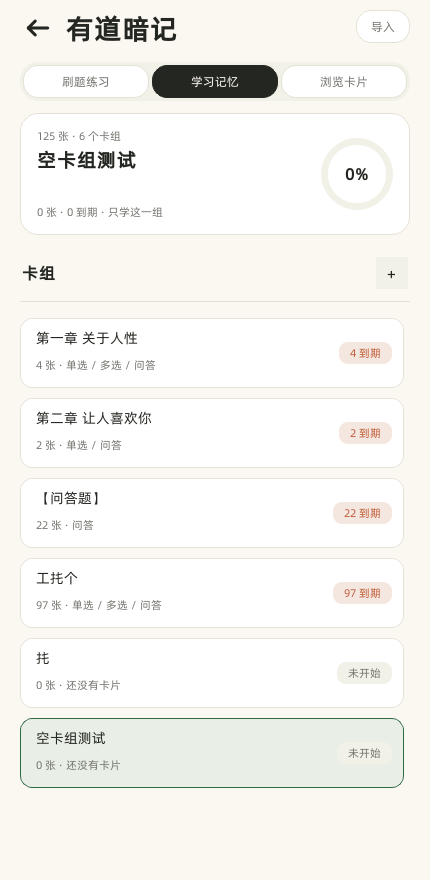 有道暗记
导入
刷题练习
学习记忆
浏览卡片
125 张 · 6 个卡组
空卡组测试
0%
0 张 · 0 到期 · 只学这一组
卡组
+
第一章 关于人性
4 张 · 单选 / 多选 / 问答
4 到期
第二章 让人喜欢你
2 张 · 单选 / 问答
2 到期
【问答题】
22 张 · 问答
22 到期
工扥个
97 张 · 单选 / 多选 / 问答
97 到期
扥
0 张 · 还没有卡片
未开始
空卡组测试
0 张 · 还没有卡片
未开始